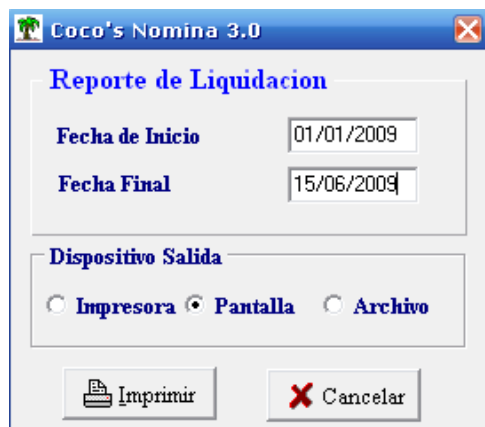 Coco's Nomina 3.0
Reporte de Liquidacion
Fecha de Inicio 01/01/2009
Fecha Final 15/06/2009
Dispositivo Salida
Impresora Pantalla Archivo
Imprimir Cancelar